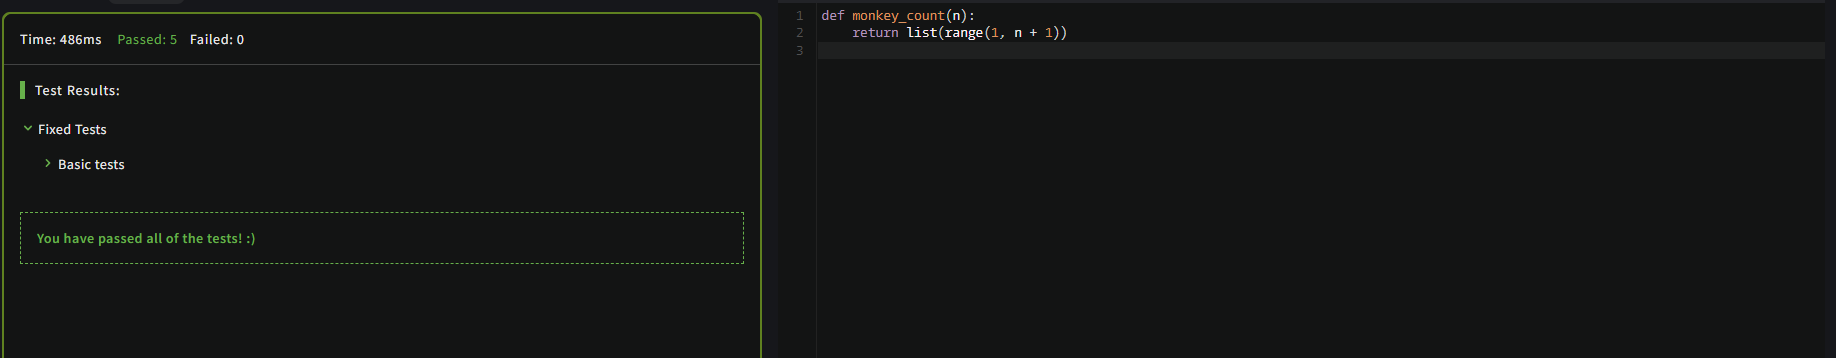 Time: 486ms Passed: 5 Failed: 0
Test Results:
Fixed Tests
Basic tests
You have passed all of the tests! :)
1 def monkey_count(n):
2     return list(range(1, n + 1))
3